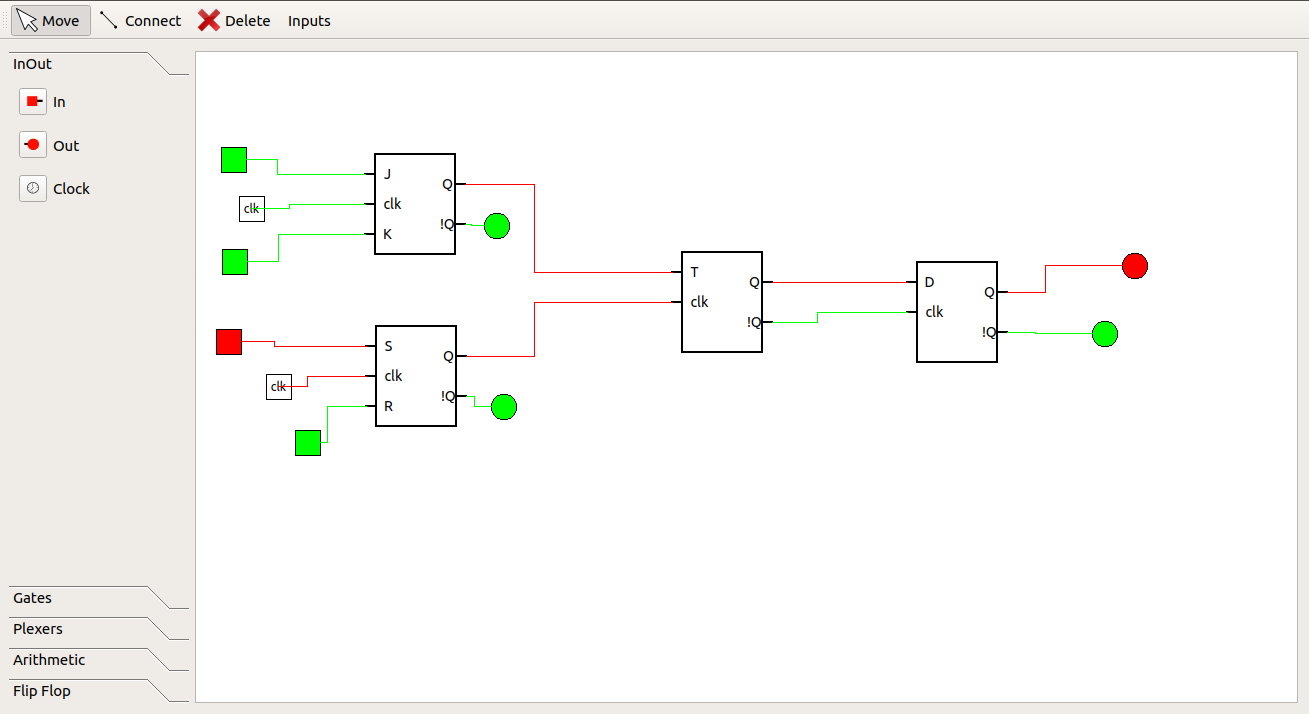 Move Connect Delete Inputs
InOut
In
Out
Clock
Gates
Plexers
Arithmetic
Flip Flop
J
clk
K
Q
!Q
clk
S
clk
R
Q
!Q
clk
T
clk
Q
!Q
D
clk
Q
!Q